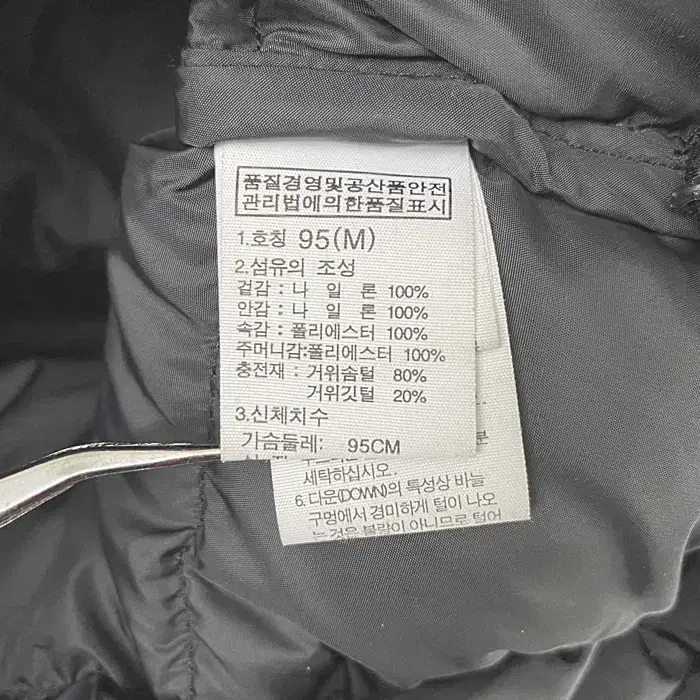 품질경영및공산품안전
관리법에의한품질표시
1.호칭 95(M)
2.섬유의 조성
겉감 : 나 일 론 100%
안감 : 나 일 론 100%
속감 : 폴리에스터 100%
주머니감:폴리에스터 100%
충전재 : 거위솜털 80%
거위깃털 20%
3.신체치수
가슴둘레: 95CM
분
세탁하십시오.
6.다운(DOWN)의 특성상 바늘
구멍에서 경미하게 털이 나오
는것은 불량이 아니므로 털어